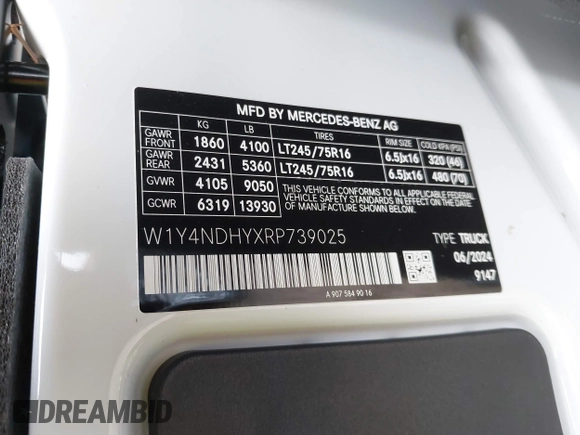 MFD BY MERCEDES-BENZ AG
KG LB TIRES RIM SIZE COLD KPA (PSI)
GAWR FRONT 1860 4100 LT245/75R16 6.5Jx16 320 (46)
GAWR REAR 2431 5360 LT245/75R16 6.5Jx16 480 (70)
GVWR 4105 9050 THIS VEHICLE CONFORMS TO ALL APPLICABLE
FEDERAL MOTOR VEHICLE SAFETY STANDARDS
GCWR 6319 13930 IN EFFECT ON THE DATE
OF MANUFACTURE SHOWN ABOVE.
W1Y4NDHYXRP739025 TYPE TRUCK
06/2024
9147
A 907 584 90 16
DREAMBID